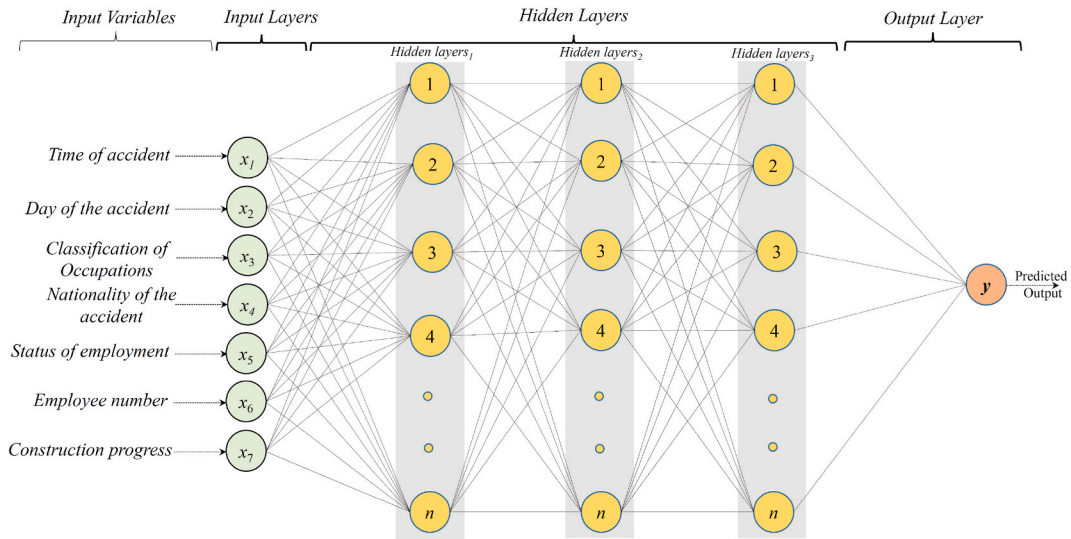 Input Variables
Input Layers
Hidden Layers
Output Layer
Hidden layers1
Hidden layers2
Hidden layers3
Time of accident
x1
Day of the accident
x2
Classification of
Occupations
x3
Nationality of the
accident
x4
Status of employment
x5
Employee number
x6
Construction progress
x7
1
2
3
4
n
1
2
3
4
n
1
2
3
4
n
y
Predicted
Output